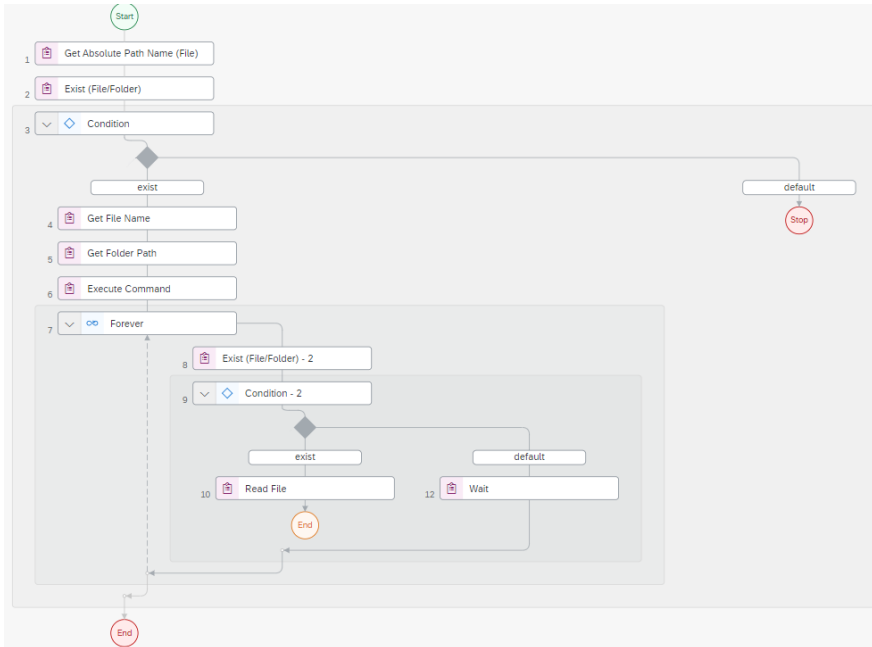 Start
1 Get Absolute Path Name (File)
2 Exist (File/Folder)
3 Condition
exist default
4 Get File Name Stop
5 Get Folder Path
6 Execute Command
7 Forever
8 Exist (File/Folder) - 2
9 Condition - 2
exist default
10 Read File 12 Wait
End
End